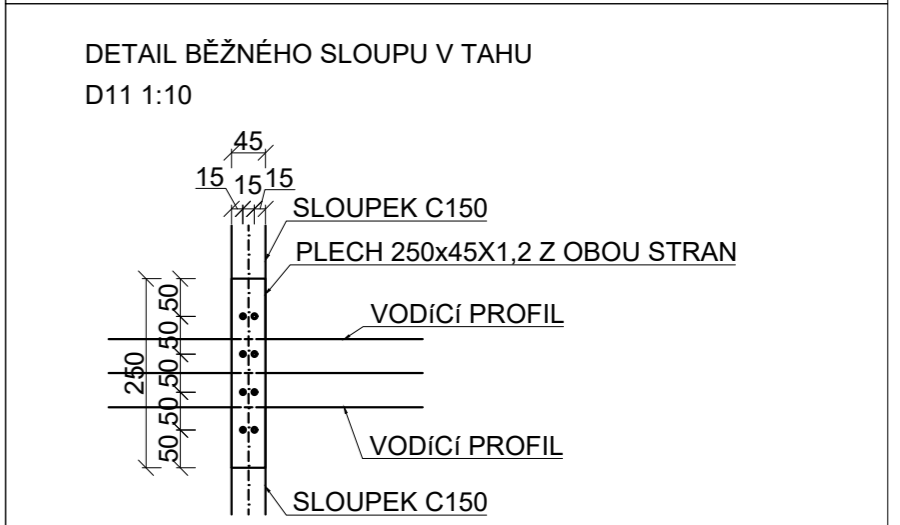 DETAIL BĚŽNÉHO SLOUPU V TAHU
D11 1:10
45
15 15 15
SLOUPEK C150
PLECH 250x45X1,2 Z OBOU STRAN
VODíCí PROFIL
250
50
50
50
50
50
VODíCí PROFIL
SLOUPEK C150